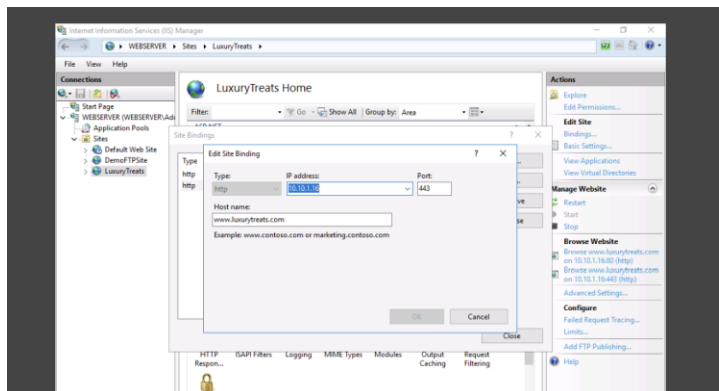 Internet Information Services (IIS) Manager
WEBSERVER
Sites
LuxuryTreats
File View Help
Connections
Start Page
WEBSERVER (WEBSERVER\Adi
Application Pools
Sites
Default Web Site
DemoFTPSite
LuxuryTreats
LuxuryTreats Home
Filter: Go Show All Group by: Area
ASP.NET
Site Bindings ? X
Type
http
http
Edit Site Binding ? X
Type: IP address: Port:
http 10.10.1.16 443
Host name:
www.luxurytreats.com
Example: www.contoso.com or marketing.contoso.com
OK Cancel
Close
HTTP Respon... ISAPI Filters Logging MIME Types Modules Output Caching Request Filtering
Actions
Explore
Edit Permissions...
Edit Site
Bindings...
Basic Settings...
View Applications
View Virtual Directories
Manage Website
Restart
Start
Stop
Browse Website
Browse www.luxurytreats.com
on 10.10.1.16:80 (http)
Browse www.luxurytreats.com
on 10.10.1.16:443 (http)
Advanced Settings...
Configure
Failed Request Tracing...
Limits...
Add FTP Publishing...
Help